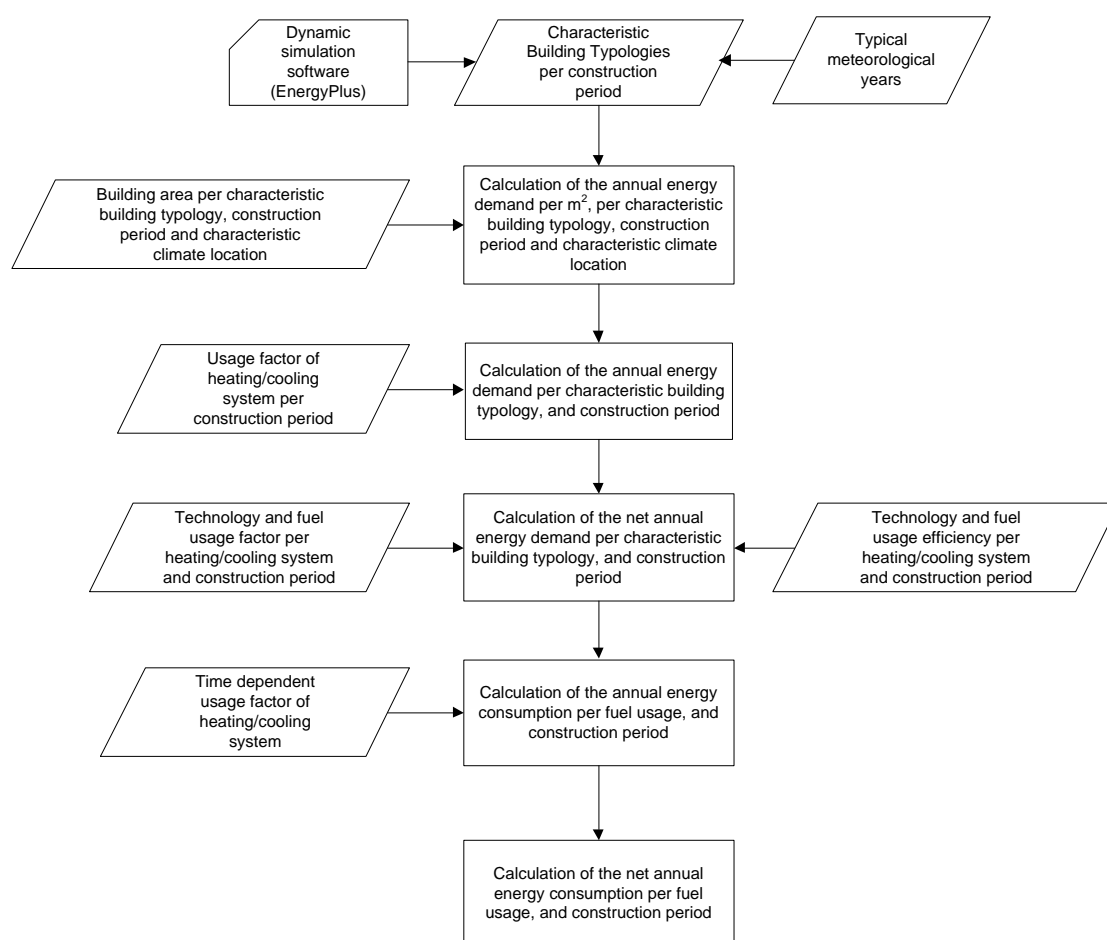 Dynamic
simulation
software
(EnergyPlus)
Characteristic
Building Typologies
per construction
period
Typical
meteorological
years
Building area per characteristic
building typology, construction
period and characteristic
climate location
Calculation of the annual energy
demand per m², per characteristic
building typology, construction
period and characteristic climate
location
Usage factor of
heating/cooling
system per
construction period
Calculation of the annual energy
demand per characteristic building
typology, and construction period
Technology and fuel
usage factor per
heating/cooling system
and construction period
Calculation of the net annual
energy demand per characteristic
building typology, and construction
period
Technology and fuel
usage efficiency per
heating/cooling system
and construction period
Time dependent
usage factor of
heating/cooling
system
Calculation of the annual energy
consumption per fuel usage, and
construction period
Calculation of the net annual
energy consumption per fuel
usage, and construction period